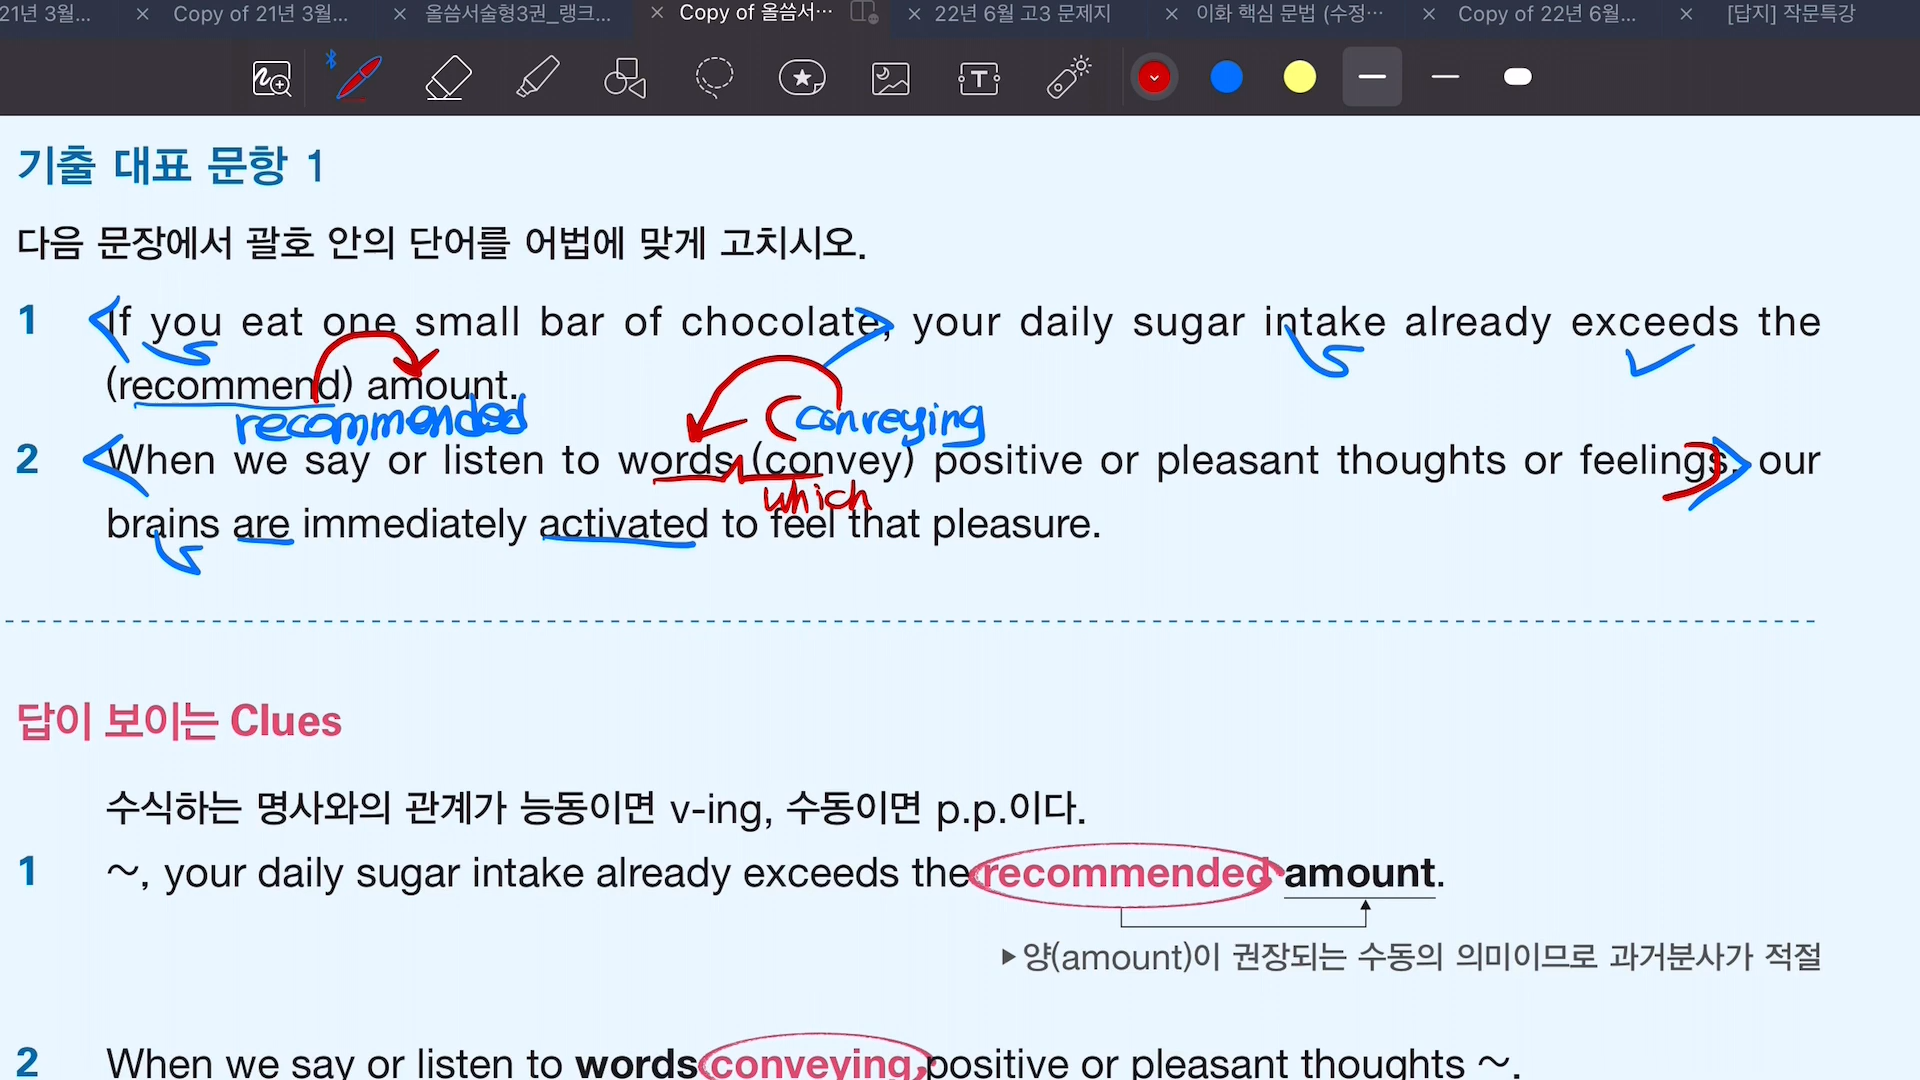 21년 3월...
Copy of 21년 3월...
올씀서술형3권_랭크...
Copy of 올씀서...
22년 6월 고3 문제지
이화 핵심 문법 (수정...
Copy of 22년 6월...
[답지] 작문특강
기출 대표 문항 1
다음 문장에서 괄호 안의 단어를 어법에 맞게 고치시오.
1 If you eat one small bar of chocolate, your daily sugar intake already exceeds the
(recommend) amount.
recommended
conveying
2 When we say or listen to words (convey) positive or pleasant thoughts or feelings, our
which
brains are immediately activated to feel that pleasure.
답이 보이는 Clues
수식하는 명사와의 관계가 능동이면 v-ing, 수동이면 p.p.이다.
1 ~, your daily sugar intake already exceeds the recommended amount.
▶양(amount)이 권장되는 수동의 의미이므로 과거분사가 적절
2 When we say or listen to words conveying positive or pleasant thoughts ~.